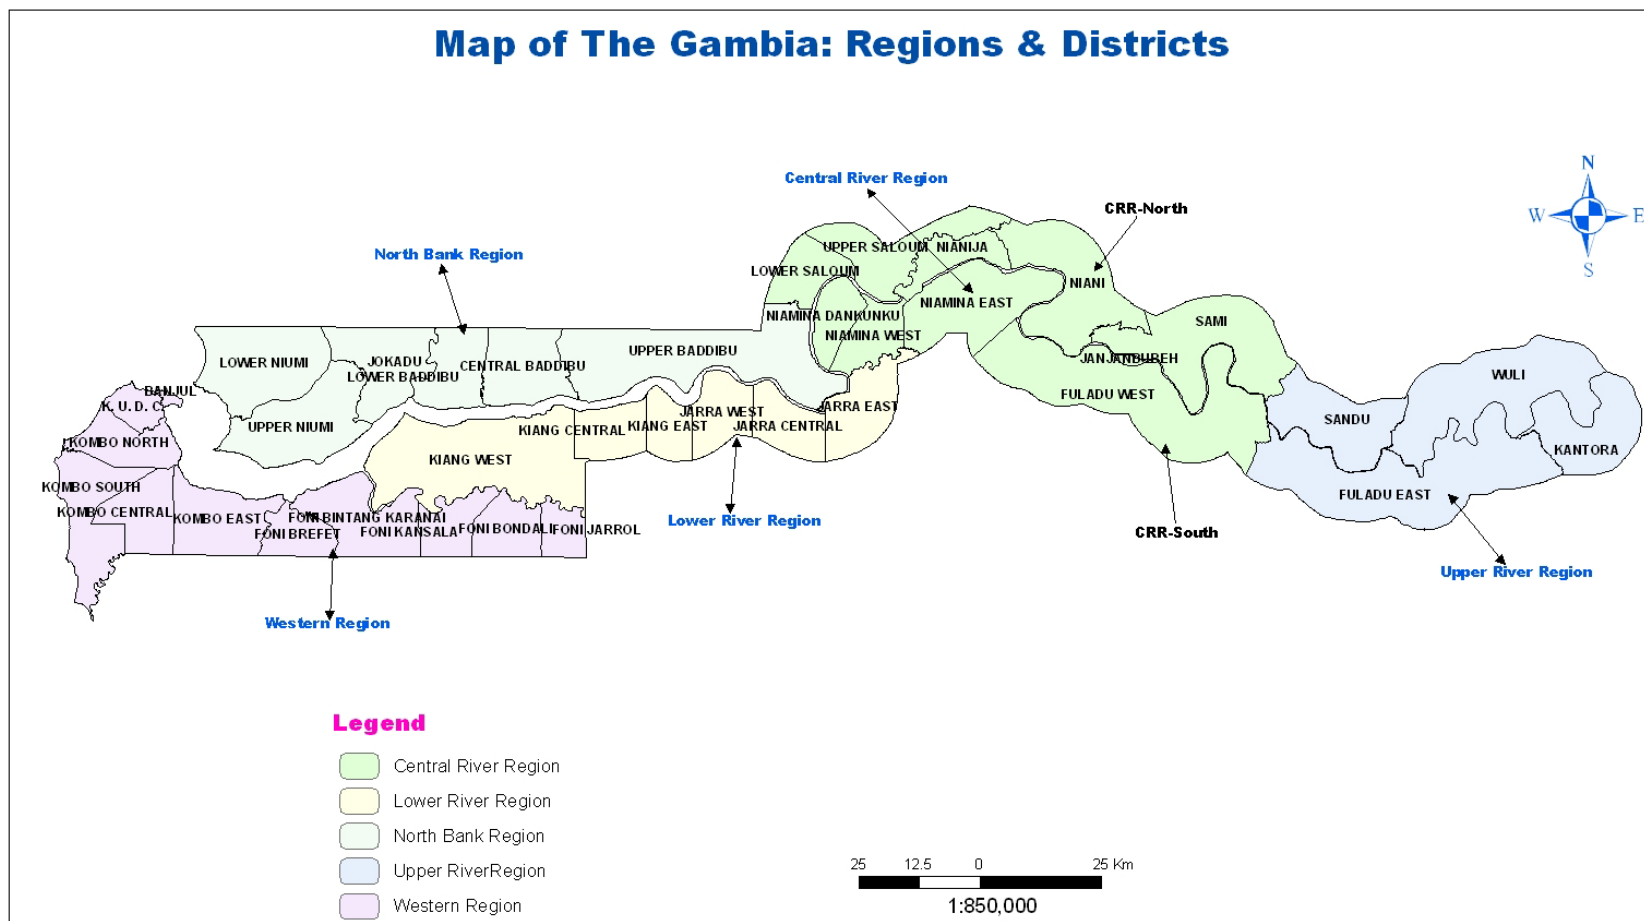 Map of The Gambia: Regions & Districts
N
W
E
S
Central River Region
CRR-North
North Bank Region
UPPER SALOUM
NIANIJA
LOWER SALOUM
NIANI
NIAMINA EAST
NIAMINA DANKUNKU
NIAMINA WEST
SAMI
LOWER NIUMI
JOKADU
LOWER BADDIBU
CENTRAL BADDIBU
UPPER BADDIBU
JANJANBUREH
FULADU WEST
WULI
BANJUL
K. U. D. C
UPPER NIUMI
KOMBO NORTH
KIANG CENTRAL
KIANG EAST
JARRA WEST
JARRA CENTRAL
JARRA EAST
SANDU
KANTORA
KIANG WEST
FULADU EAST
KOMBO SOUTH
KOMBO CENTRAL
KOMBO EAST
FONI BINTANG KARANAI
FONI BREFET
FONI KANSALA
FONI BONDALI
FONI JARROL
Lower River Region
CRR-South
Upper River Region
Western Region
Legend
Central River Region
Lower River Region
North Bank Region
Upper RiverRegion
Western Region
25 12.5 0 25 Km
1:850,000